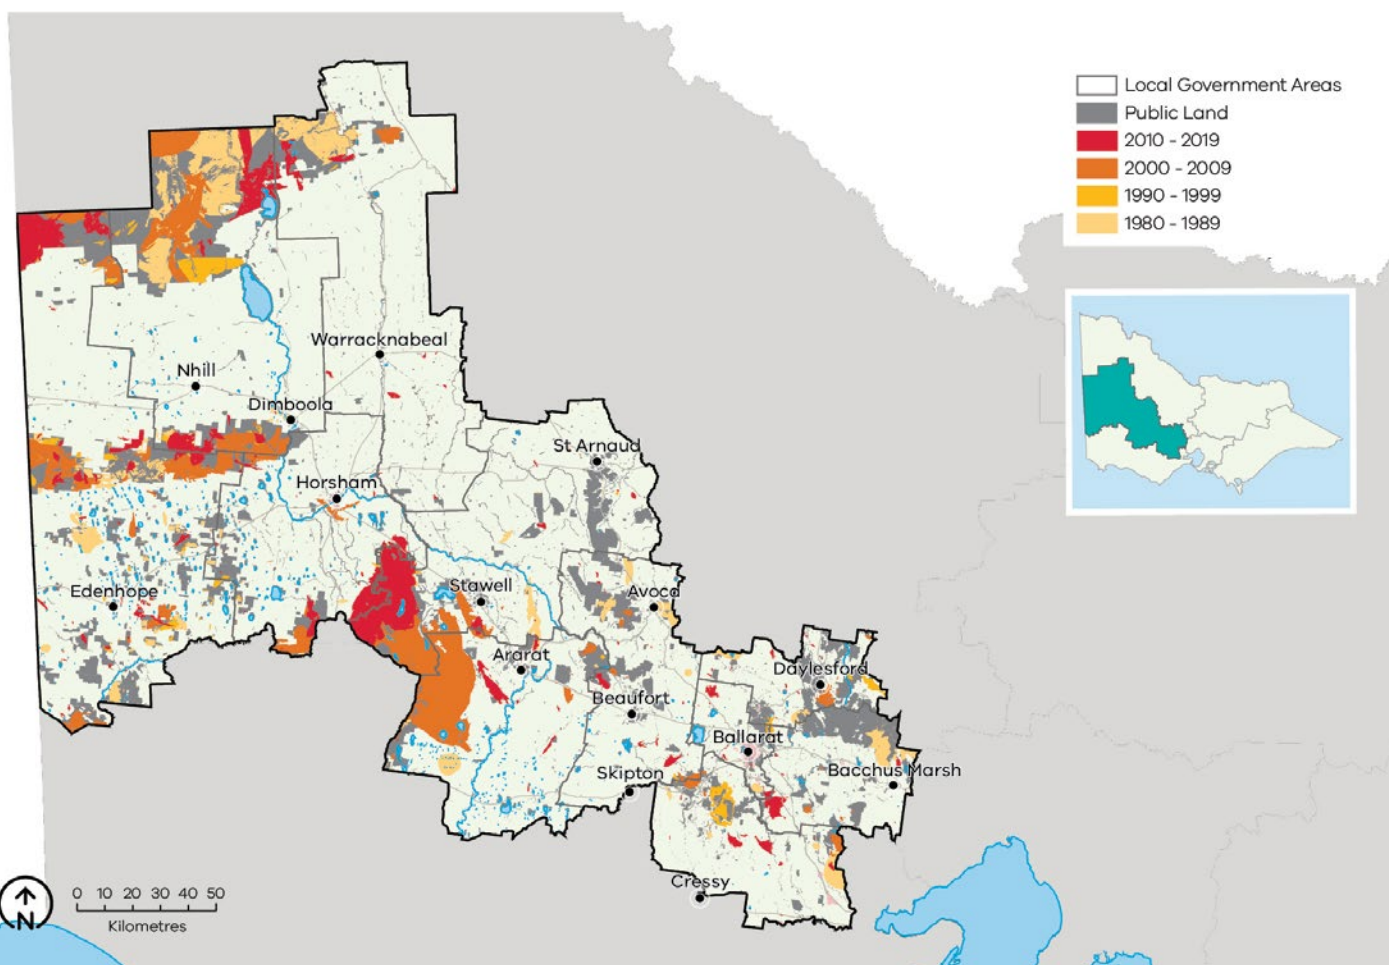 Local Government Areas
Public Land
2010 - 2019
2000 - 2009
1990 - 1999
1980 - 1989
Warracknabeal
Nhill
Dimboola
St Arnaud
Horsham
Stawell
Edenhope
Avoca
Ararat
Daylesford
Beaufort
Ballarat
Skipton
Bacchus Marsh
Cressy
N
0 10 20 30 40 50
Kilometres